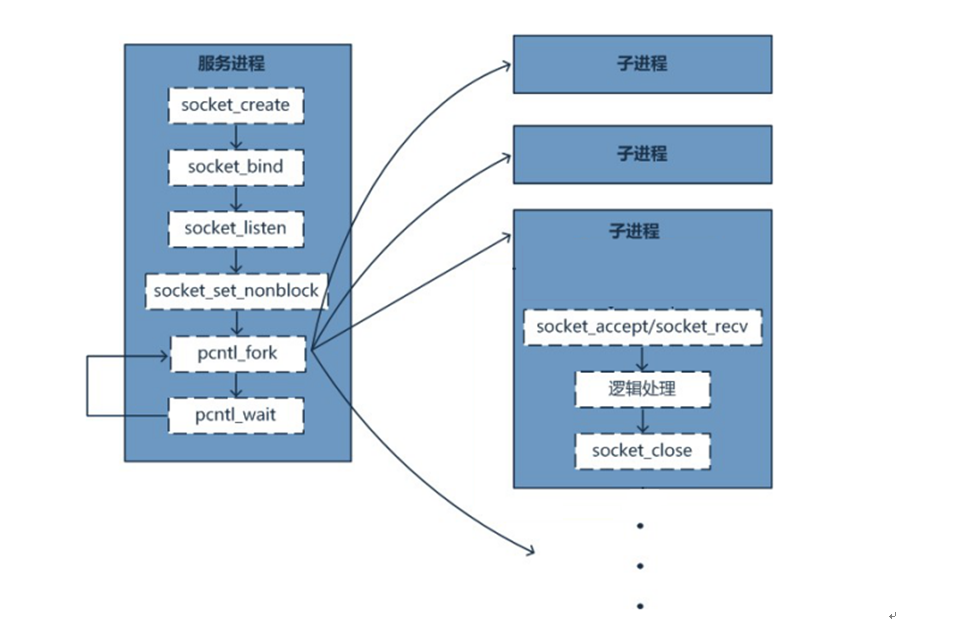 服务进程
socket_create
socket_bind
socket_listen
socket_set_nonblock
pcntl_fork
pcntl_wait
子进程
子进程
子进程
socket_accept/socket_recv
逻辑处理
socket_close